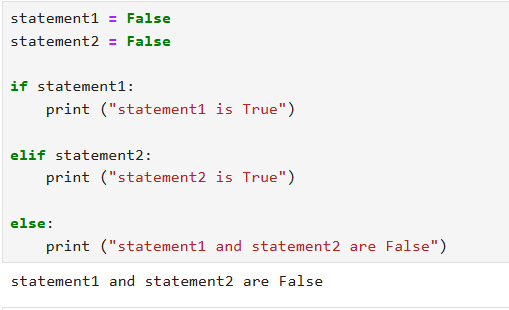 statement1 = False
statement2 = False
if statement1:
    print ("statement1 is True")
elif statement2:
    print ("statement2 is True")
else:
    print ("statement1 and statement2 are False")
statement1 and statement2 are False